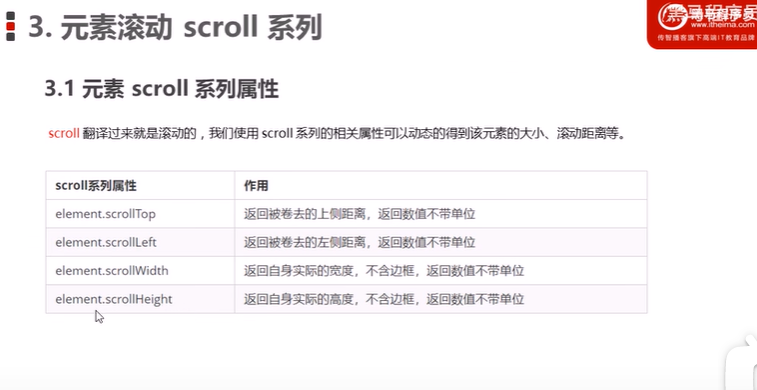 3. 元素滚动 scroll 系列
黑马程序员
www.itheima.com
传智播客旗下高端IT教育品牌
3.1 元素 scroll 系列属性
scroll 翻译过来就是滚动的，我们使用 scroll 系列的相关属性可以动态的得到该元素的大小、滚动距离等。
scroll系列属性 作用
element.scrollTop 返回被卷去的上侧距离，返回数值不带单位
element.scrollLeft 返回被卷去的左侧距离，返回数值不带单位
element.scrollWidth 返回自身实际的宽度，不含边框，返回数值不带单位
element.scrollHeight 返回自身实际的高度，不含边框，返回数值不带单位